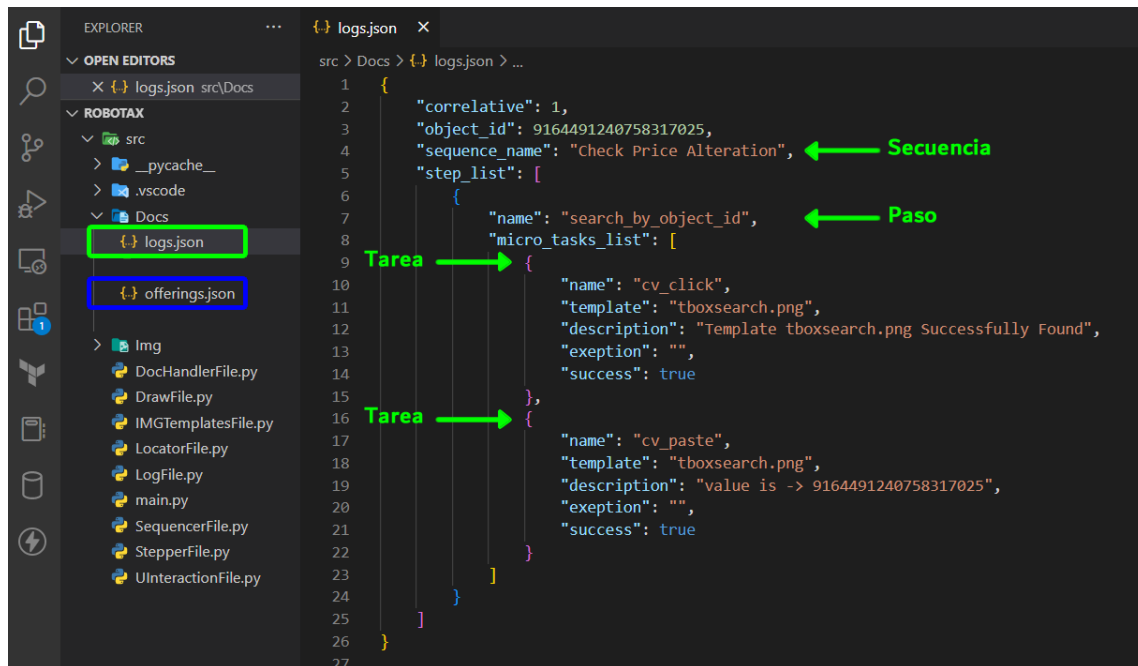 EXPLORER ...
OPEN EDITORS
logs.json src\Docs
ROBOTAX
src
__pycache__
.vscode
Docs
logs.json
offerings.json
1
Img
DocHandlerFile.py
DrawFile.py
IMGTemplatesFile.py
LocatorFile.py
LogFile.py
main.py
SequencerFile.py
StepperFile.py
UInteractionFile.py
{..} logs.json ×
src > Docs > {..} logs.json > ...
1 {
2 "correlative": 1,
3 "object_id": 9164491240758317025,
4 "sequence_name": "Check Price Alteration", Secuencia
5 "step_list": [
6 {
7 "name": "search_by_object_id", Paso
8 "micro_tasks_list": [
9 Tarea {
10 "name": "cv_click",
11 "template": "tboxsearch.png",
12 "description": "Template tboxsearch.png Successfully Found",
13 "exeption": "",
14 "success": true
15 },
16 Tarea {
17 "name": "cv_paste",
18 "template": "tboxsearch.png",
19 "description": "value is -> 9164491240758317025",
20 "exeption": "",
21 "success": true
22 }
23 ]
24 }
25 ]
26 }
27